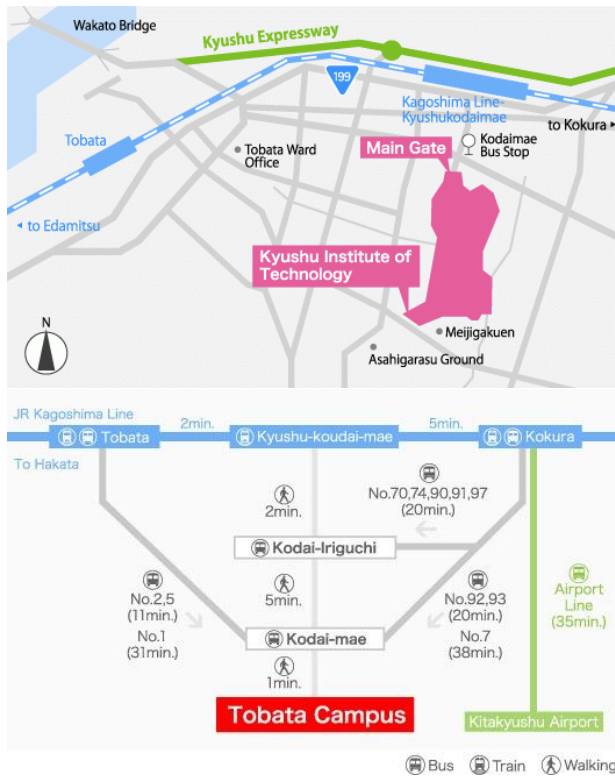 Wakato Bridge
Kyushu Expressway
199
Kagoshima Line-
Kyushukodaimae
to Kokura
Tobata
Tobata Ward
Office
Kodaimae
Bus Stop
Main Gate
to Edamitsu
Kyushu Institute of
Technology
N
Meijigakuen
Asahigarasu Ground
JR Kagoshima Line
Tobata
2min.
Kyushu-koudai-mae
5min.
Kokura
To Hakata
2min.
No.70,74,90,91,97
(20min.)
Kodai-Iriguchi
No.2,5
(11min.)
No.1
(31min.)
5min.
No.92,93
(20min.)
No.7
(38min.)
Airport
Line
(35min.)
Kodai-mae
1min.
Tobata Campus
Kitakyushu Airport
Bus Train Walking